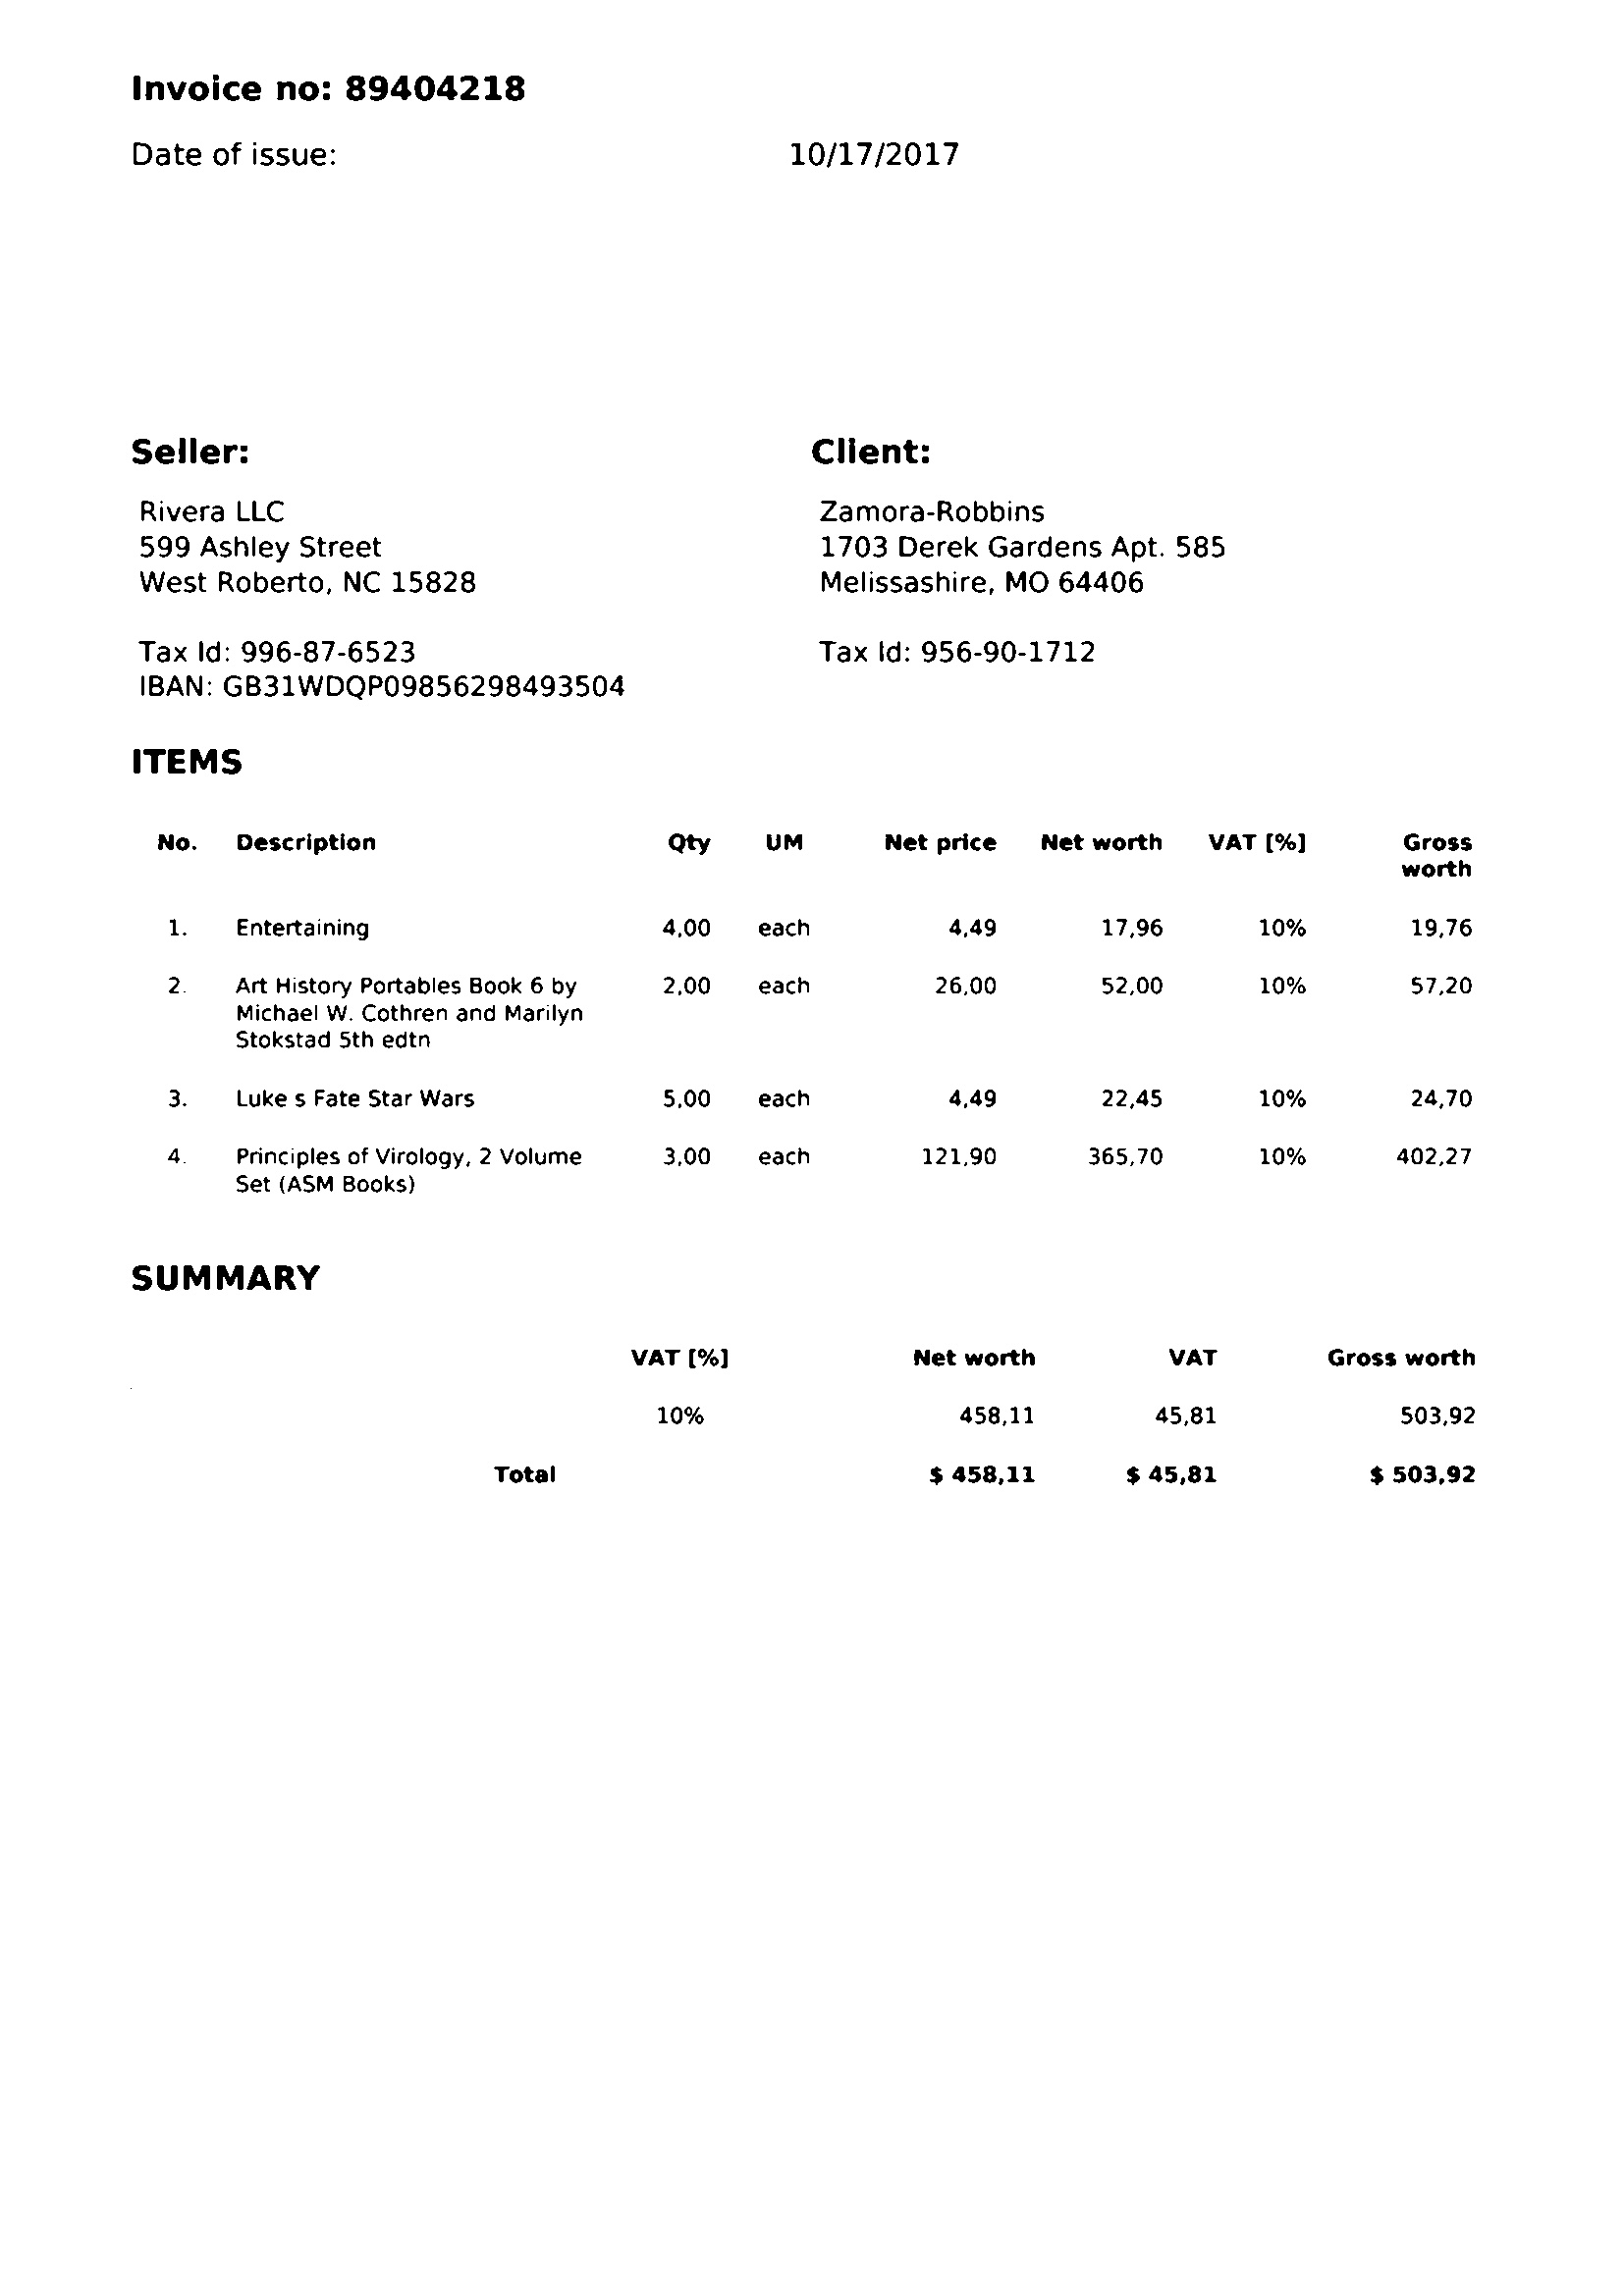 Invoice no: 89404218
Date of issue: 10/17/2017
Seller: Client:
Rivera LLC Zamora-Robbins
599 Ashley Street 1703 Derek Gardens Apt. 585
West Roberto, NC 15828 Melissashire, MO 64406
Tax Id: 996-87-6523 Tax Id: 956-90-1712
IBAN: GB31WDQP09856298493504
ITEMS
No. Description Qty UM Net price Net worth VAT [%] Gross
worth
1. Entertaining 4,00 each 4,49 17,96 10% 19,76
2. Art History Portables Book 6 by 2,00 each 26,00 52,00 10% 57,20
Michael W. Cothren and Marilyn
Stokstad 5th edtn
3. Luke s Fate Star Wars 5,00 each 4,49 22,45 10% 24,70
4. Principles of Virology, 2 Volume 3,00 each 121,90 365,70 10% 402,27
Set (ASM Books)
SUMMARY
VAT [%] Net worth VAT Gross worth
10% 458,11 45,81 503,92
Total $ 458,11 $ 45,81 $ 503,92